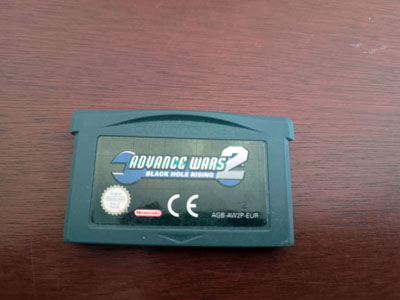 ADVANCE WARS 2
BLACK HOLE RISING
Nintendo
CE
AGB-AW2P-EUR